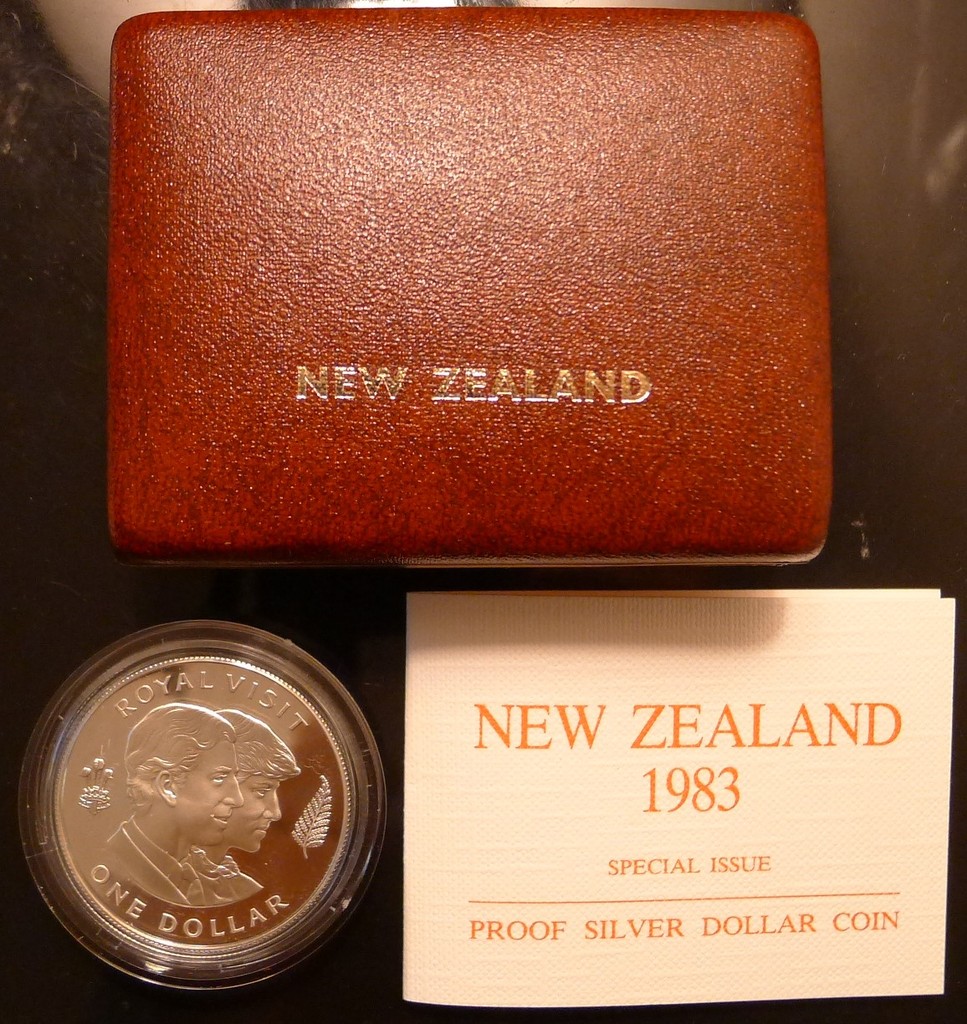 NEW ZEALAND
ROYAL VISIT
ONE DOLLAR
NEW ZEALAND
1983
SPECIAL ISSUE
PROOF SILVER DOLLAR COIN